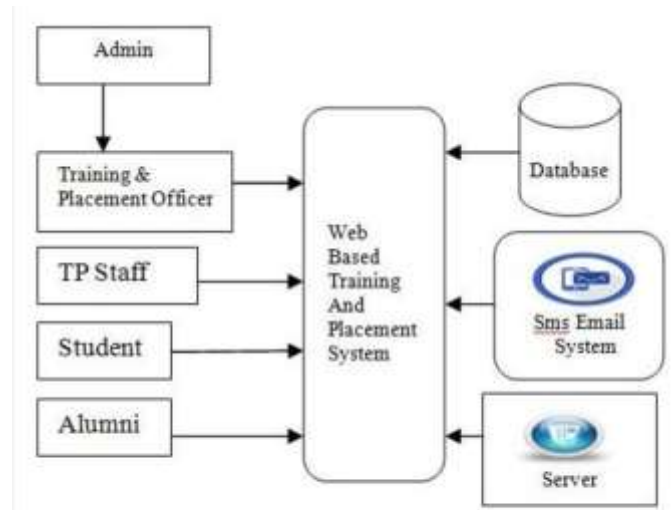 Admin
Training &
Placement Officer
TP Staff
Student
Alumni
Web
Based
Training
And
Placement
System
Database
Sms Email
System
TP
Server